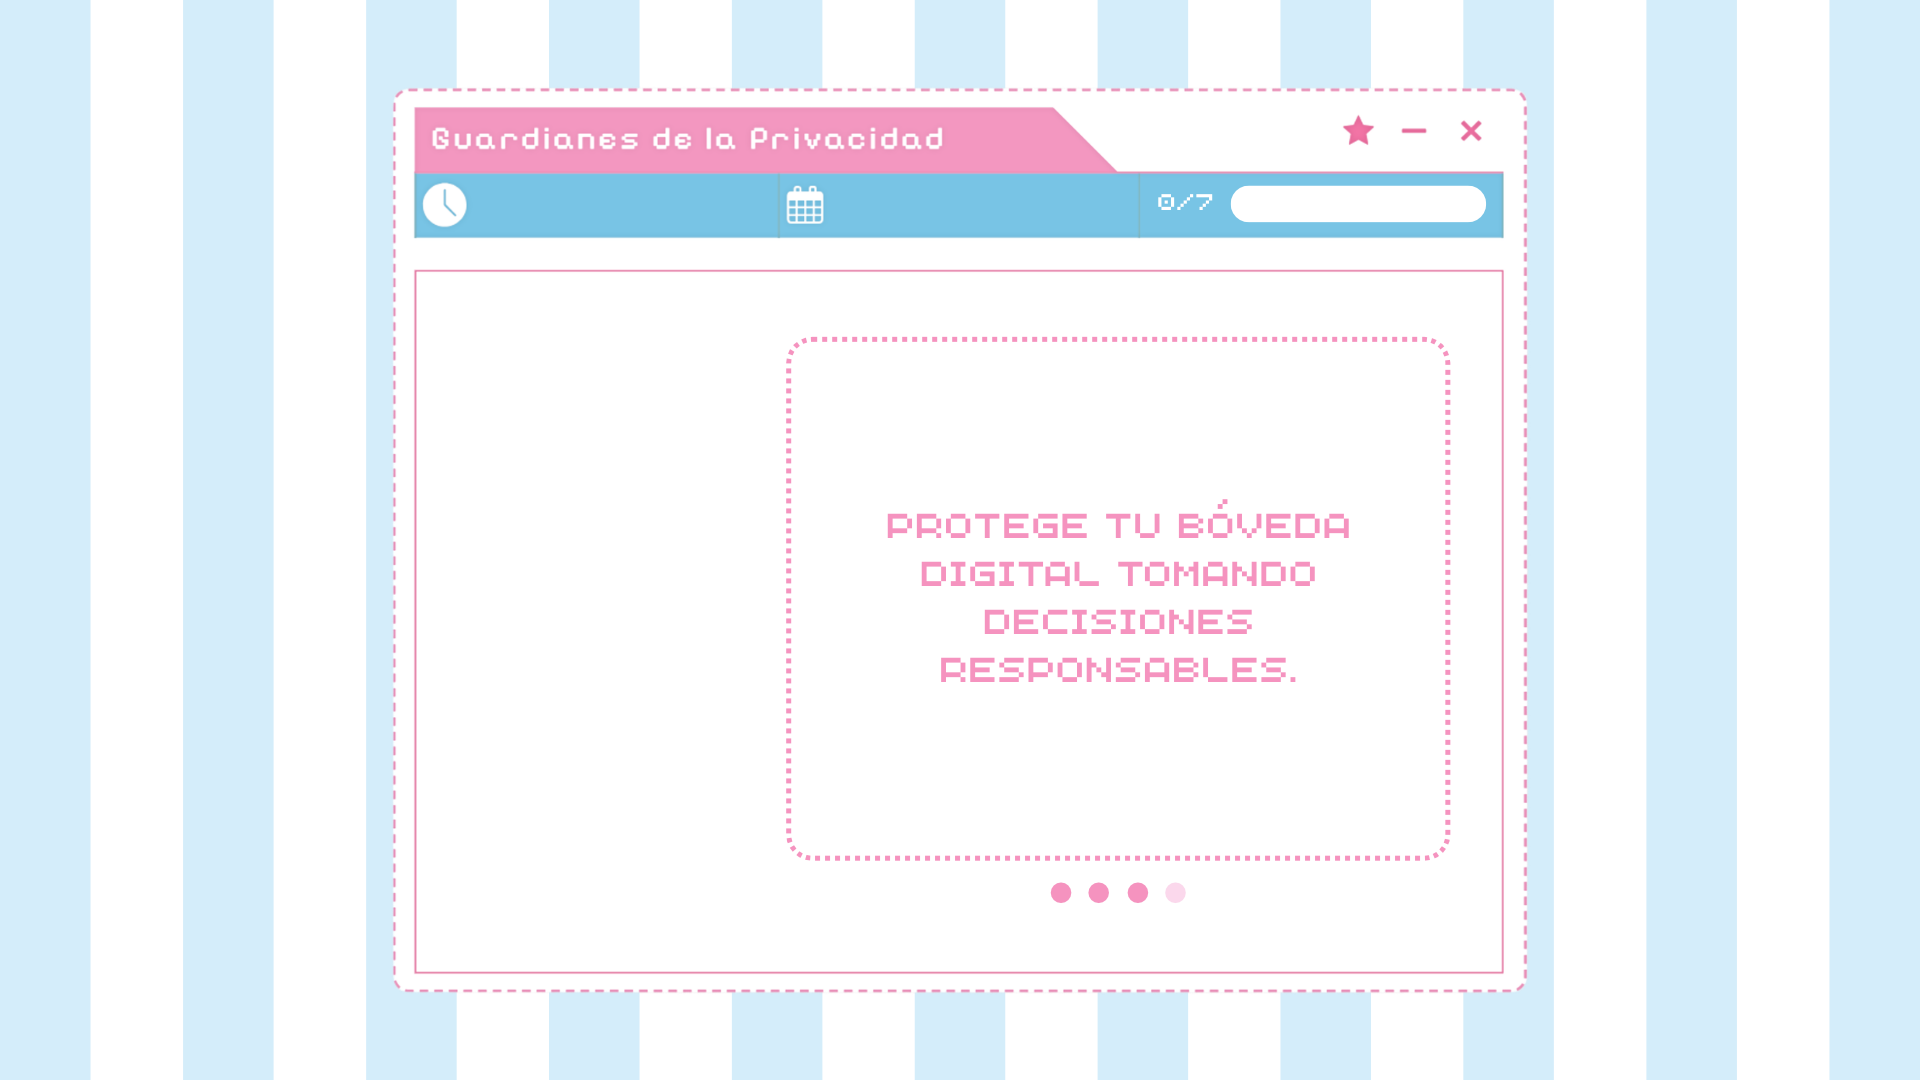 Guardianes de la Privacidad
0/7
PROTEGE TU BÓVEDA
DIGITAL TOMANDO
DECISIONES
RESPONSABLES.